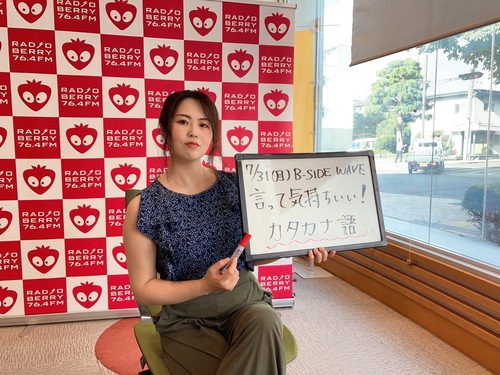 RADIO
BERRY
76.4FM
7/31(月) B-SIDE WAVE
言って気持ちいい!
カタカナ語